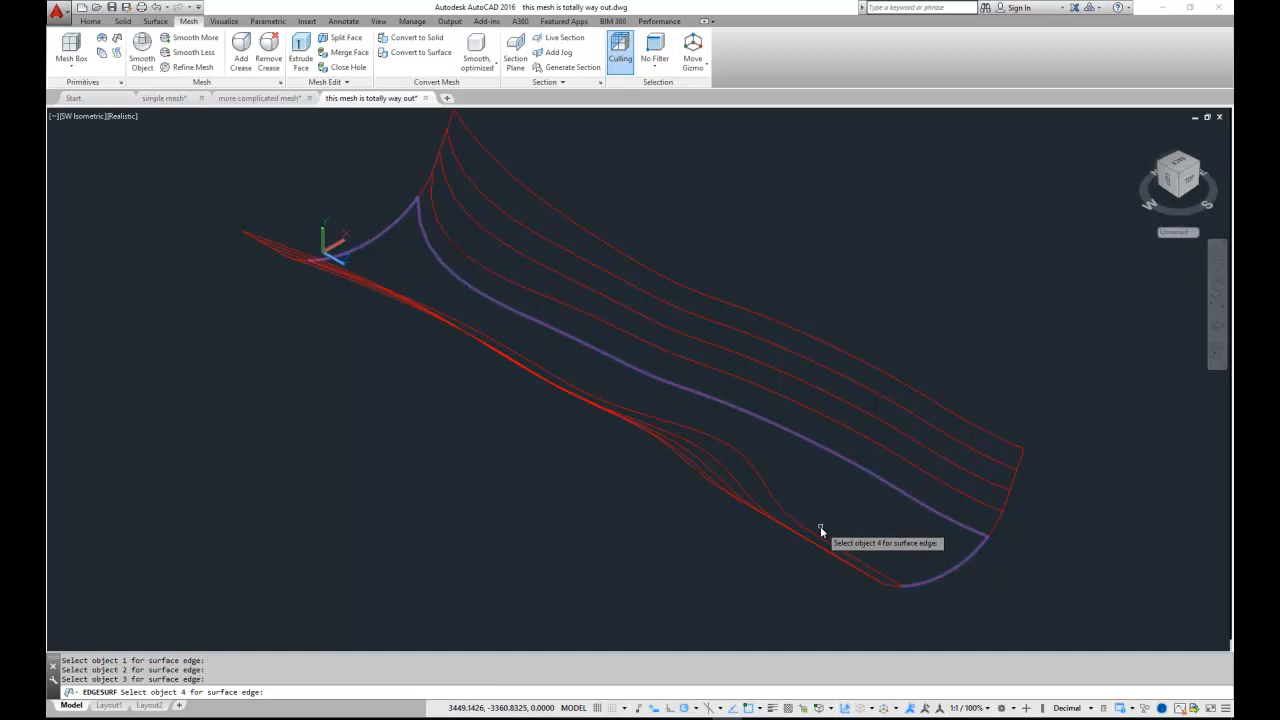 Autodesk AutoCAD 2016 this mesh is totally way out.dwg
Type a keyword or phrase
Sign In
Home Solid Surface Mesh Visualize Parametric Insert Annotate View Manage Output Add-ins A360 Featured Apps BIM 360 Performance
Mesh Box
Smooth Object
Smooth More
Smooth Less
Refine Mesh
Add Crease
Remove Crease
Extrude Face
Split Face
Merge Face
Close Hole
Convert to Solid
Convert to Surface
Smooth, optimized
Section Plane
Live Section
Add Jog
Generate Section
Culling
No Filter
Move Gizmo
Primitives Mesh Mesh Edit Convert Mesh Section Selection
Start simple mesh* more complicated mesh* this mesh is totally way out*
[−][SW Isometric][Realistic]
W
S
Unnamed
TOP
Y
X
Select object 4 for surface edge:
Select object 1 for surface edge:
Select object 2 for surface edge:
Select object 3 for surface edge:
EDGESURF Select object 4 for surface edge:
Model Layout1 Layout2 +
3449.1426, -3360.8325, 0.0000 MODEL
1:1 / 100%
Decimal